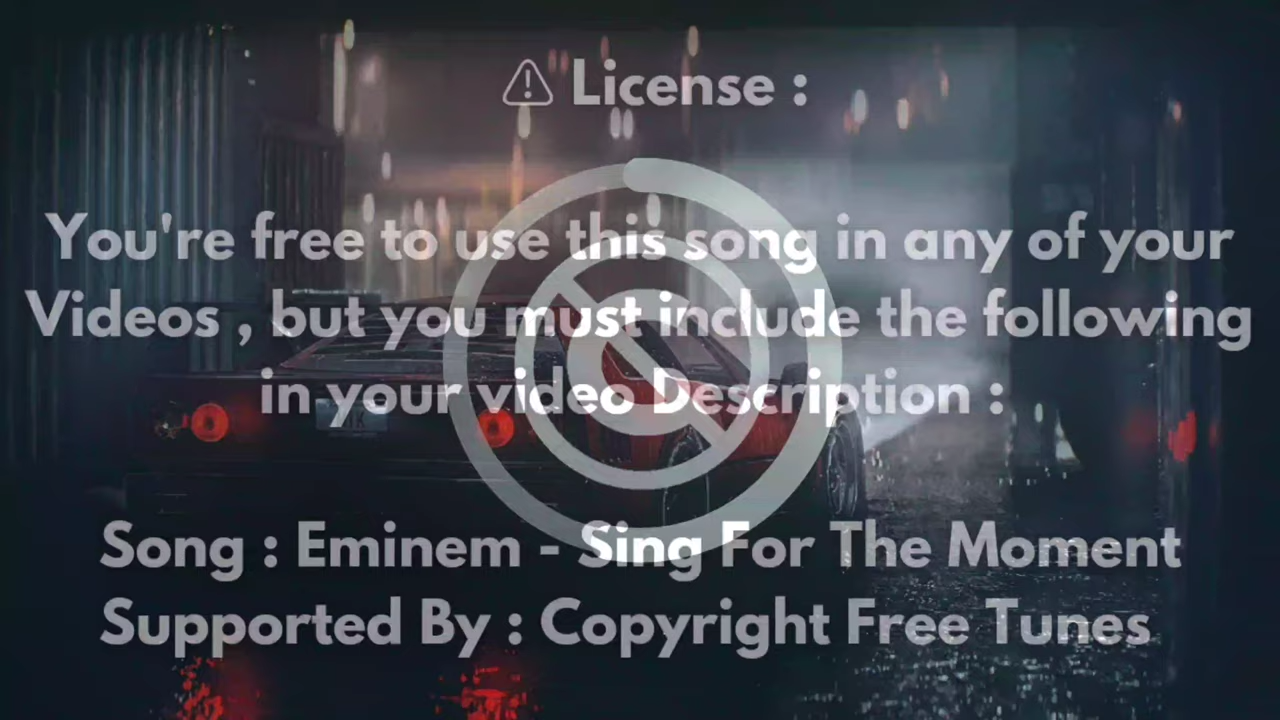 ⚠ License :
You're free to use this song in any of your
Videos , but you must include the following
in your video Description :
Song : Eminem - Sing For The Moment
Supported By : Copyright Free Tunes